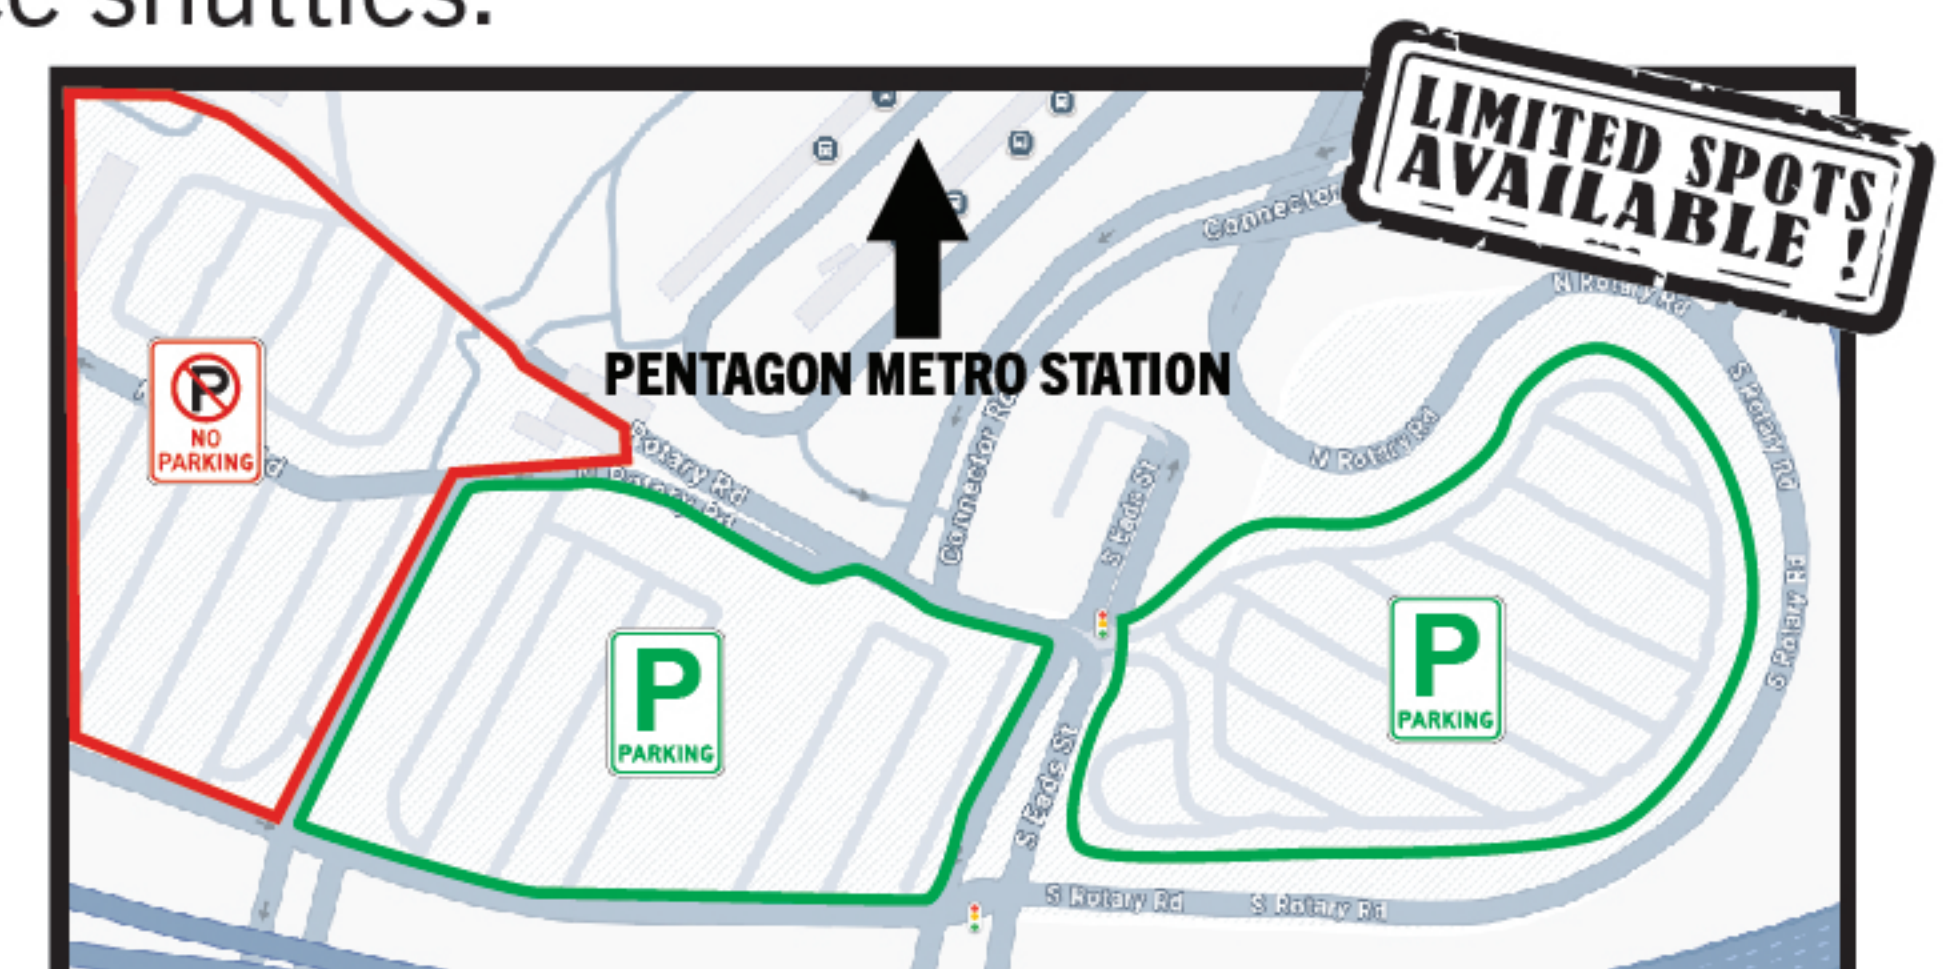 shuttles.
LIMITED SPOTS
AVAILABLE !
Connector
N Rotary Rd
PENTAGON METRO STATION
S Rotary Rd
P
NO
PARKING
Rotary Rd
N Rotary Rd
Connector Rd
S Eads St
N Rotary Rd
S Rotary Rd
P
PARKING
P
PARKING
S Eads St
S Rotary Rd
S Rotary Rd